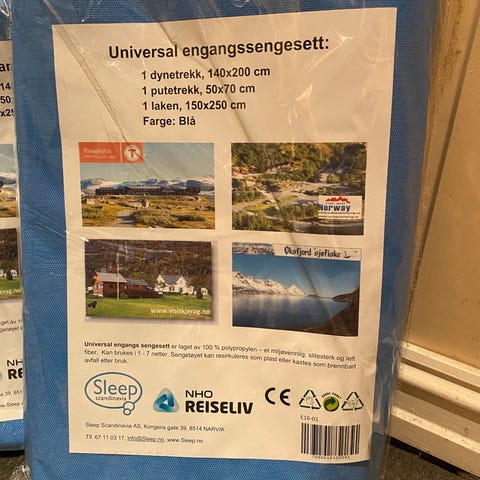 Universal engangssengesett:
1 dynetrekk, 140x200 cm
1 putetrekk, 50x70 cm
1 laken, 150x250 cm
Farge: Blå
Finsehytta
T
Norway
www.visitkjerag.no
Øksfjord sjøfiske
Universal engangs sengesett er laget av 100 % polypropylen – et miljøvennlig, slitesterk og lett
fiber. Kan brukes i 1 - 7 netter. Sengetøyet kan resirkuleres som plast eller kastes som brennbart
avfall etter bruk.
Sleep
scandinavia
NHO
REISELIV
CE
E16-01
Sleep Scandinavia AS, Kongens gate 39, 8514 NARVIK
Tlf. 67 11 03 17, info@Sleep.no, www.Sleep.no